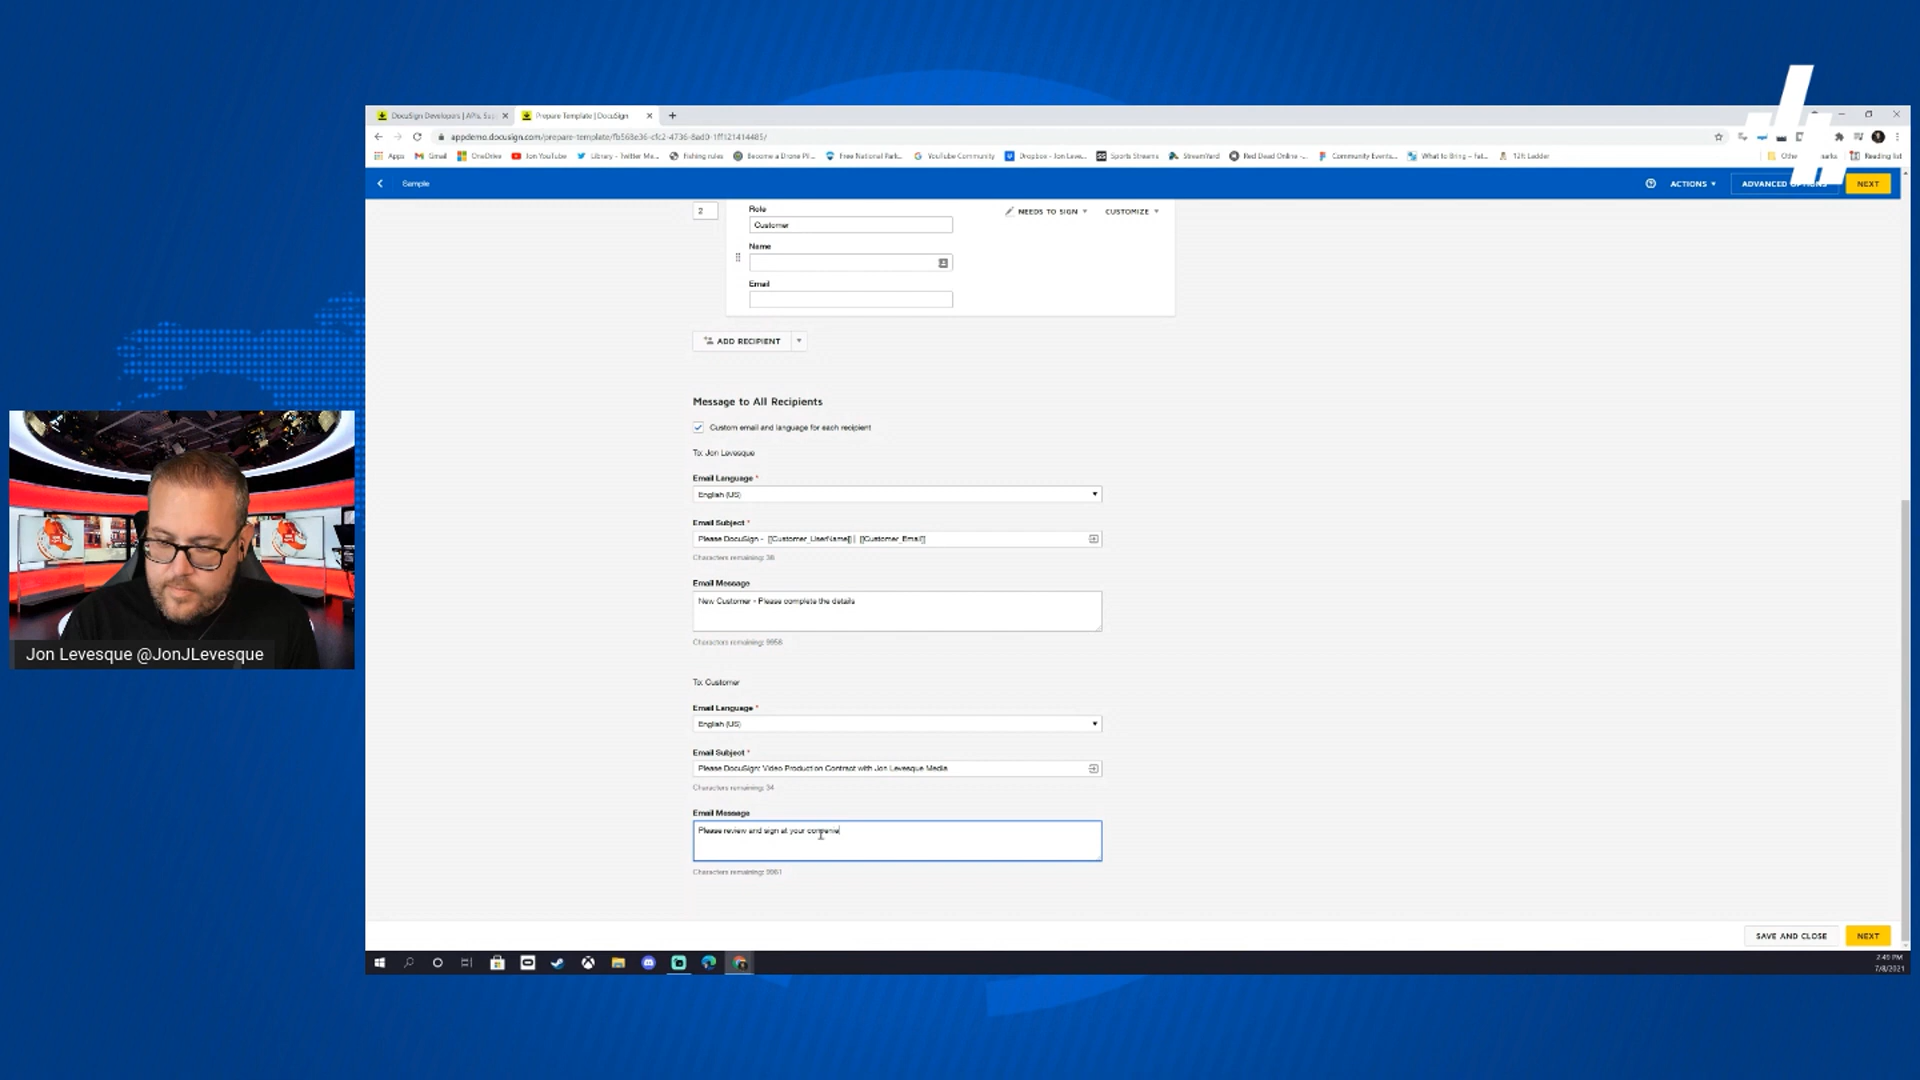 DocuSign Developers | APIs, Su
Prepare Template | DocuSign
appdemo.docusign.com/prepare-template/fb568e36-cfc2-4736-8ad0-1ff121414485/
Apps
Gmail
OneDrive
Jon YouTube
Library - Twitter Me...
Fishing rules
Become a Drone Pil...
Free National Park...
YouTube Community
Dropbox - Jon Leve...
Sports Streams
StreamYard
Red Dead Online -...
Community Events...
What to Bring – Fat...
12ft Ladder
Reading list
Sample
ACTIONS
ADVANCED OPTIONS
NEXT
2
Role
NEEDS TO SIGN
CUSTOMIZE
Customer
Name
Email
ADD RECIPIENT
Message to All Recipients
Custom email and language for each recipient
To: Jon Levesque
Email Language *
English (US)
Email Subject *
Please DocuSign - [[Customer_UserName]] | [[Customer_Email]]
Characters remaining: 38
Email Message
New Customer - Please complete the details
Characters remaining: 9958
To: Customer
Email Language *
English (US)
Email Subject *
Please DocuSign: Video Production Contract with Jon Levesque Media
Characters remaining: 34
Email Message
Please review and sign at your convenie
Characters remaining: 9961
SAVE AND CLOSE
NEXT
2:49 PM
7/8/2021
Jon Levesque @JonJLevesque